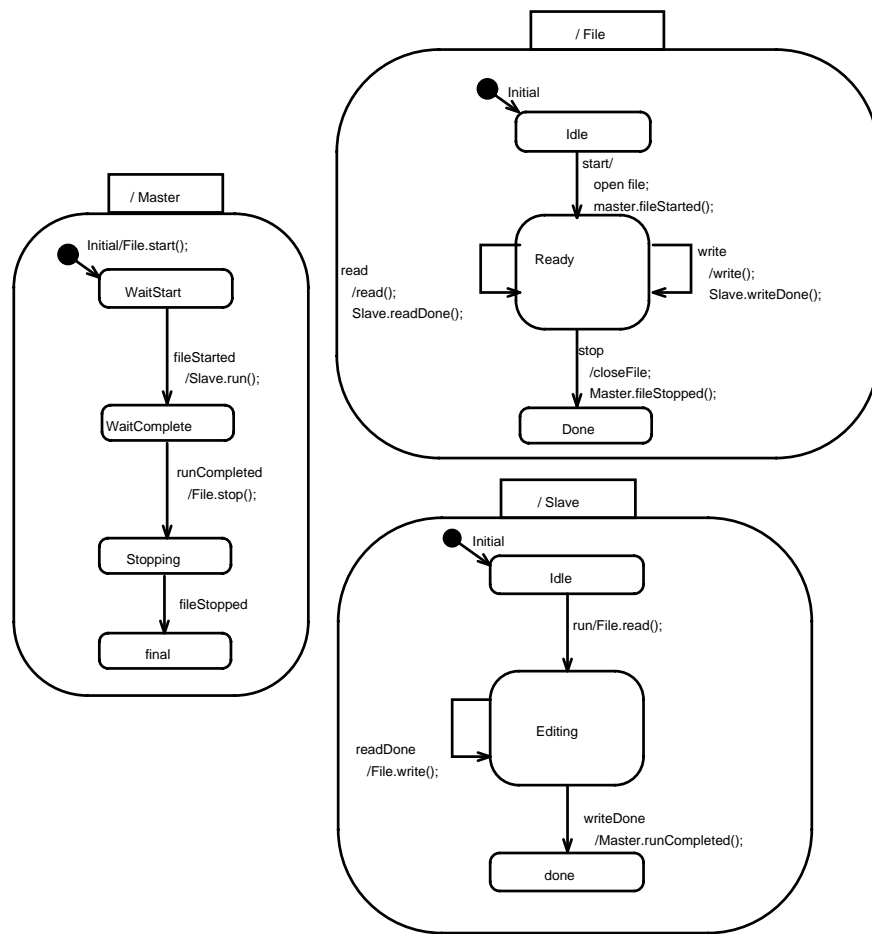 / File
Initial
Idle
start/
open file;
master.fileStarted();
Ready
read
/read();
Slave.readDone();
write
/write();
Slave.writeDone();
stop
/closeFile;
Master.fileStopped();
Done
/ Master
Initial/File.start();
WaitStart
fileStarted
/Slave.run();
WaitComplete
runCompleted
/File.stop();
Stopping
fileStopped
final
/ Slave
Initial
Idle
run/File.read();
Editing
readDone
/File.write();
writeDone
/Master.runCompleted();
done